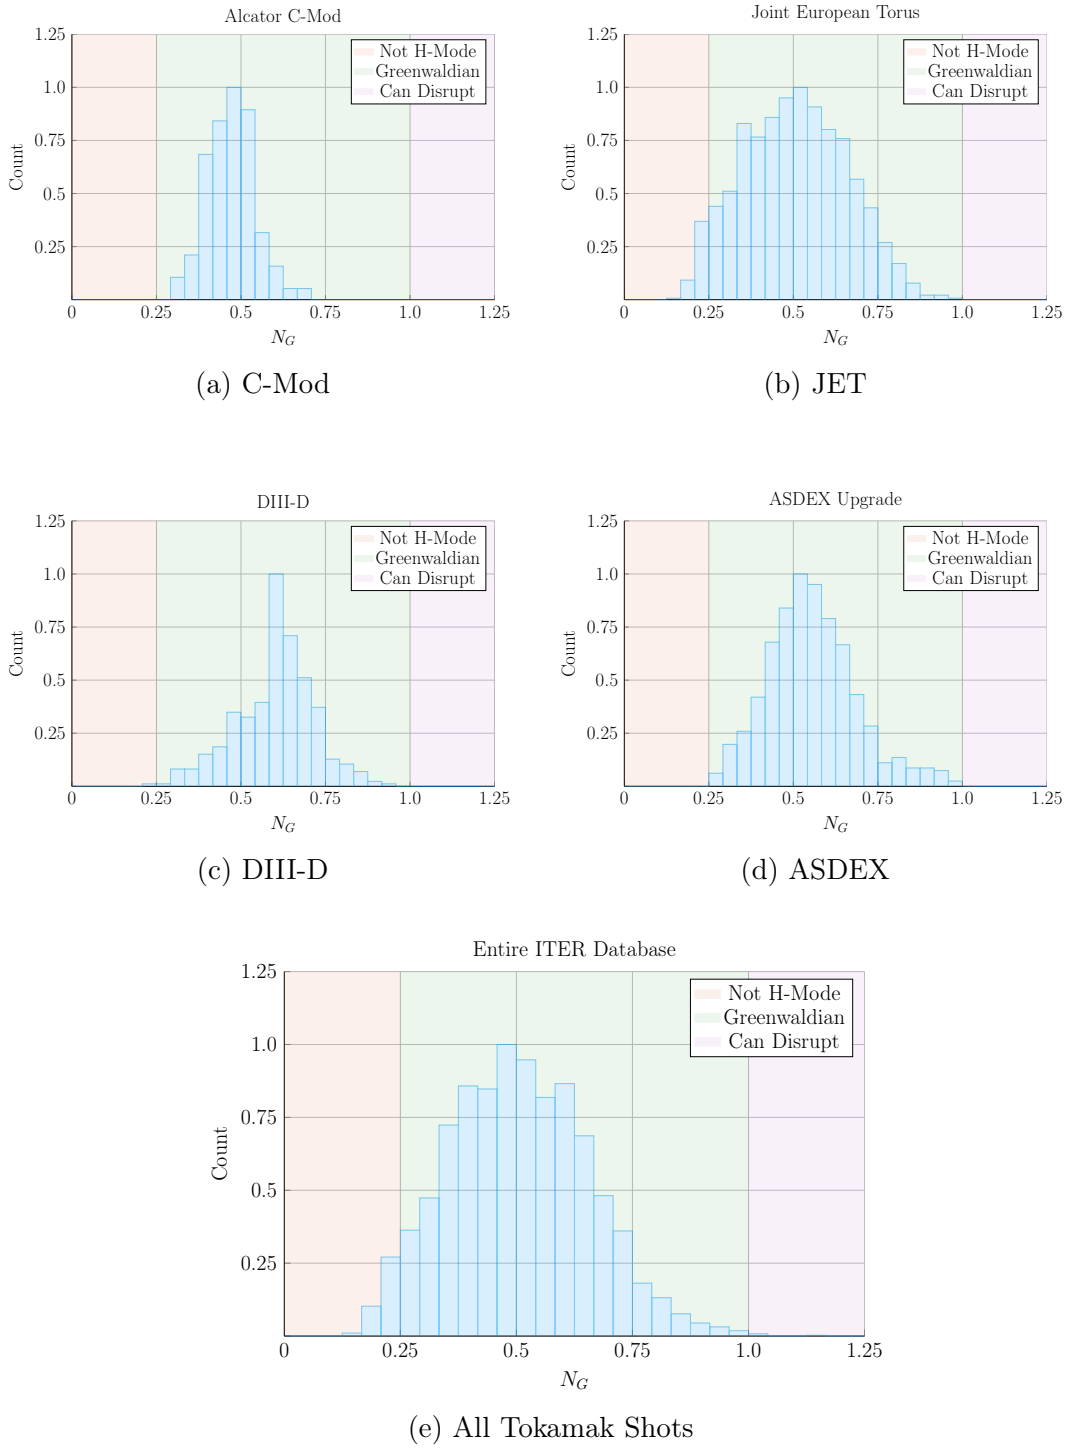 Alcator C-Mod
1.25
1.0
0.75
0.5
0.25
Count
Not H-Mode
Greenwaldian
Can Disrupt
0 0.25 0.5 0.75 1.0 1.25
N_G
(a) C-Mod
Joint European Torus
1.25
1.0
0.75
0.5
0.25
Count
Not H-Mode
Greenwaldian
Can Disrupt
0 0.25 0.5 0.75 1.0 1.25
N_G
(b) JET
DIII-D
1.25
1.0
0.75
0.5
0.25
Count
Not H-Mode
Greenwaldian
Can Disrupt
0 0.25 0.5 0.75 1.0 1.25
N_G
(c) DIII-D
ASDEX Upgrade
1.25
1.0
0.75
0.5
0.25
Count
Not H-Mode
Greenwaldian
Can Disrupt
0 0.25 0.5 0.75 1.0 1.25
N_G
(d) ASDEX
Entire ITER Database
1.25
1.0
0.75
0.5
0.25
Count
Not H-Mode
Greenwaldian
Can Disrupt
0 0.25 0.5 0.75 1.0 1.25
N_G
(e) All Tokamak Shots